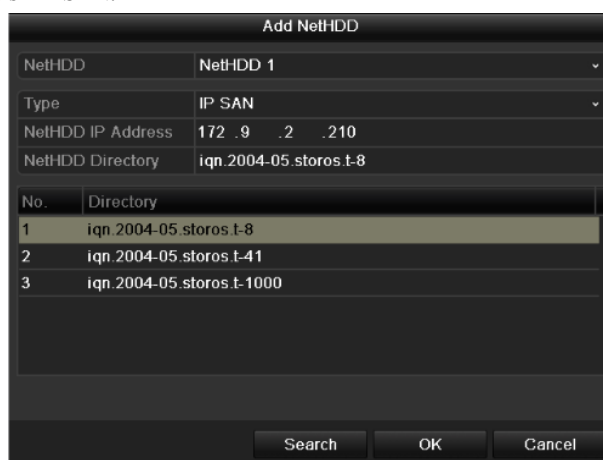 Add NetHDD
NetHDD NetHDD 1
Type IP SAN
NetHDD IP Address 172 .9 .2 .210
NetHDD Directory iqn.2004-05.storos.t-8
No. Directory
1 iqn.2004-05.storos.t-8
2 iqn.2004-05.storos.t-41
3 iqn.2004-05.storos.t-1000
Search OK Cancel